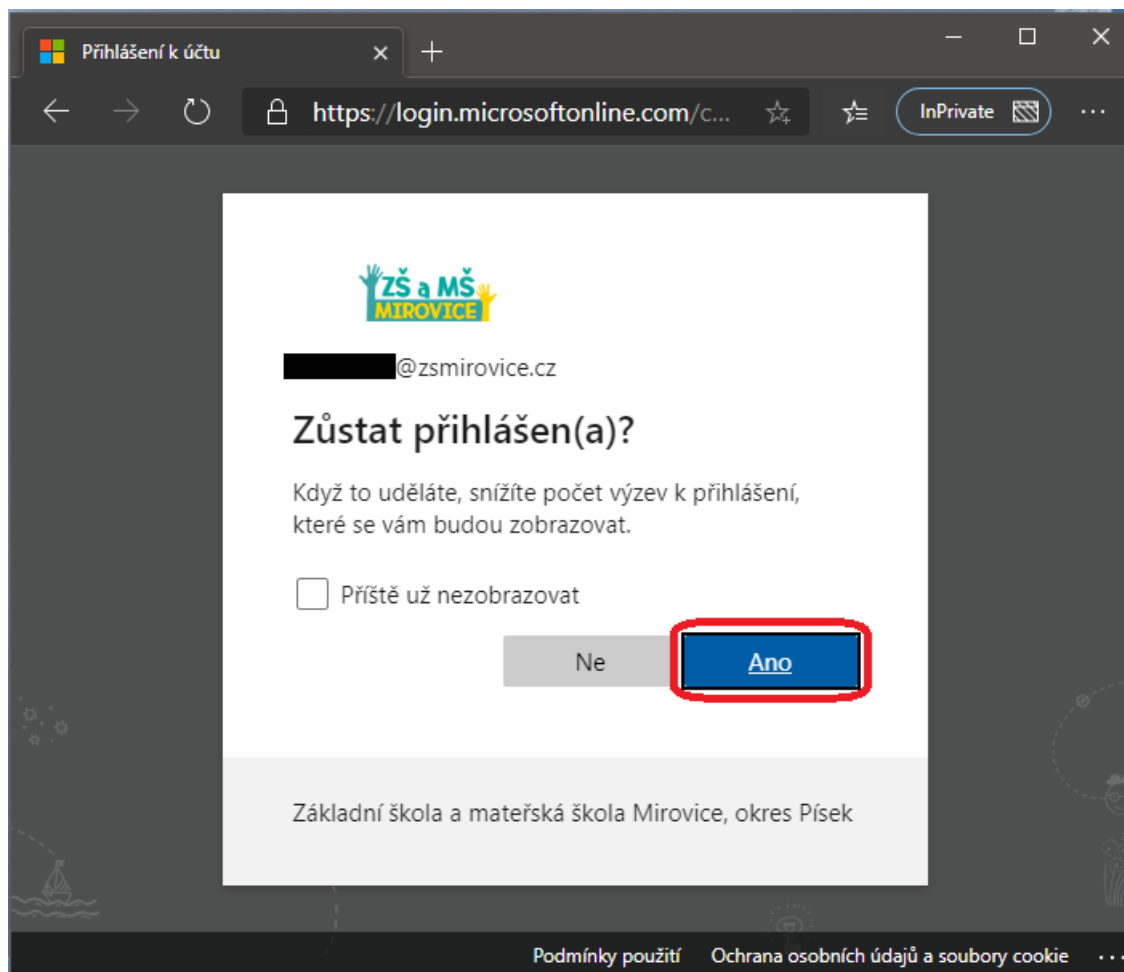 Přihlášení k účtu
https://login.microsoftonline.com/c...
InPrivate
ZŠ a MŠ
MIROVICE
@zsmirovice.cz
Zůstat přihlášen(a)?
Když to uděláte, snížíte počet výzev k přihlášení,
které se vám budou zobrazovat.
Příště už nezobrazovat
Ne
Ano
Základní škola a mateřská škola Mirovice, okres Písek
Podmínky použití Ochrana osobních údajů a soubory cookie ...